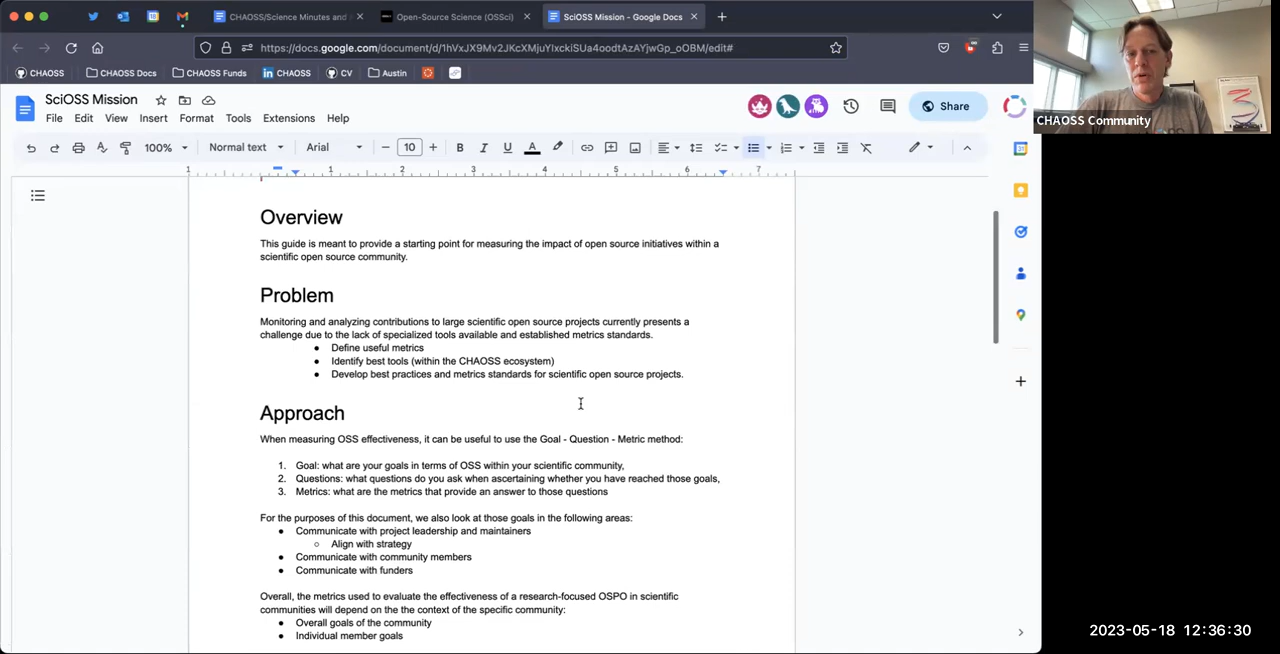 CHAOSS/Science Minutes and
Open-Source Science (OSSci)
SciOSS Mission - Google Docs
https://docs.google.com/document/d/1hVxJX9Mv2JKcXMjuYIxckiSUa4oodtAzAYjwGp_oOBM/edit#
CHAOSS
CHAOSS Docs
CHAOSS Funds
in CHAOSS
CV
Austin
SciOSS Mission
File Edit View Insert Format Tools Extensions Help
Share
CHAOSS Community
100% Normal text Arial − 10 + B I U A
1 1 2 3 4 5 6 7
Overview
This guide is meant to provide a starting point for measuring the impact of open source initiatives within a
scientific open source community.
Problem
Monitoring and analyzing contributions to large scientific open source projects currently presents a
challenge due to the lack of specialized tools available and established metrics standards.
● Define useful metrics
● Identify best tools (within the CHAOSS ecosystem)
● Develop best practices and metrics standards for scientific open source projects.
Approach
When measuring OSS effectiveness, it can be useful to use the Goal - Question - Metric method:
1. Goal: what are your goals in terms of OSS within your scientific community,
2. Questions: what questions do you ask when ascertaining whether you have reached those goals,
3. Metrics: what are the metrics that provide an answer to those questions
For the purposes of this document, we also look at those goals in the following areas:
● Communicate with project leadership and maintainers
○ Align with strategy
● Communicate with community members
● Communicate with funders
Overall, the metrics used to evaluate the effectiveness of a research-focused OSPO in scientific
communities will depend on the the context of the specific community:
● Overall goals of the community
● Individual member goals
2023-05-18 12:36:30